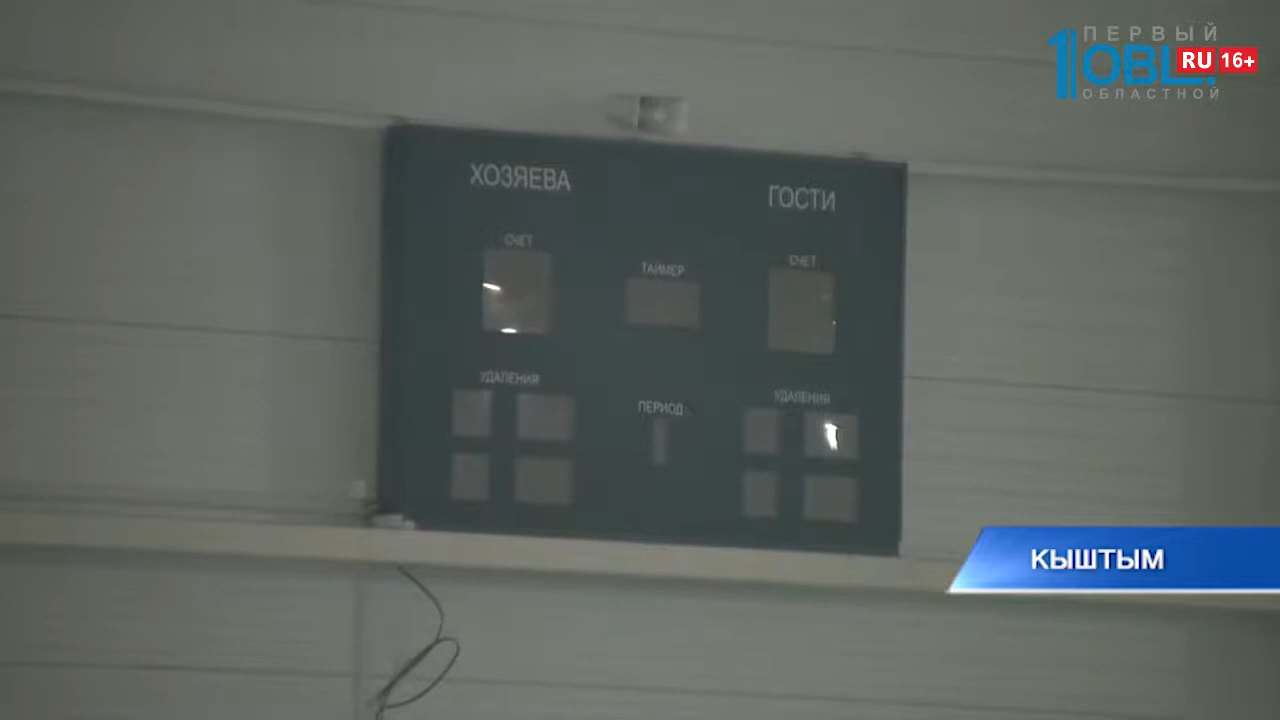 ПЕРВЫЙ
1OBL.
RU 16+
ОБЛАСТНОЙ
ХОЗЯЕВА
ГОСТИ
СЧЕТ
ТАЙМЕР
СЧЕТ
УДАЛЕНИЯ
ПЕРИОД
УДАЛЕНИЯ
КЫШТЫМ